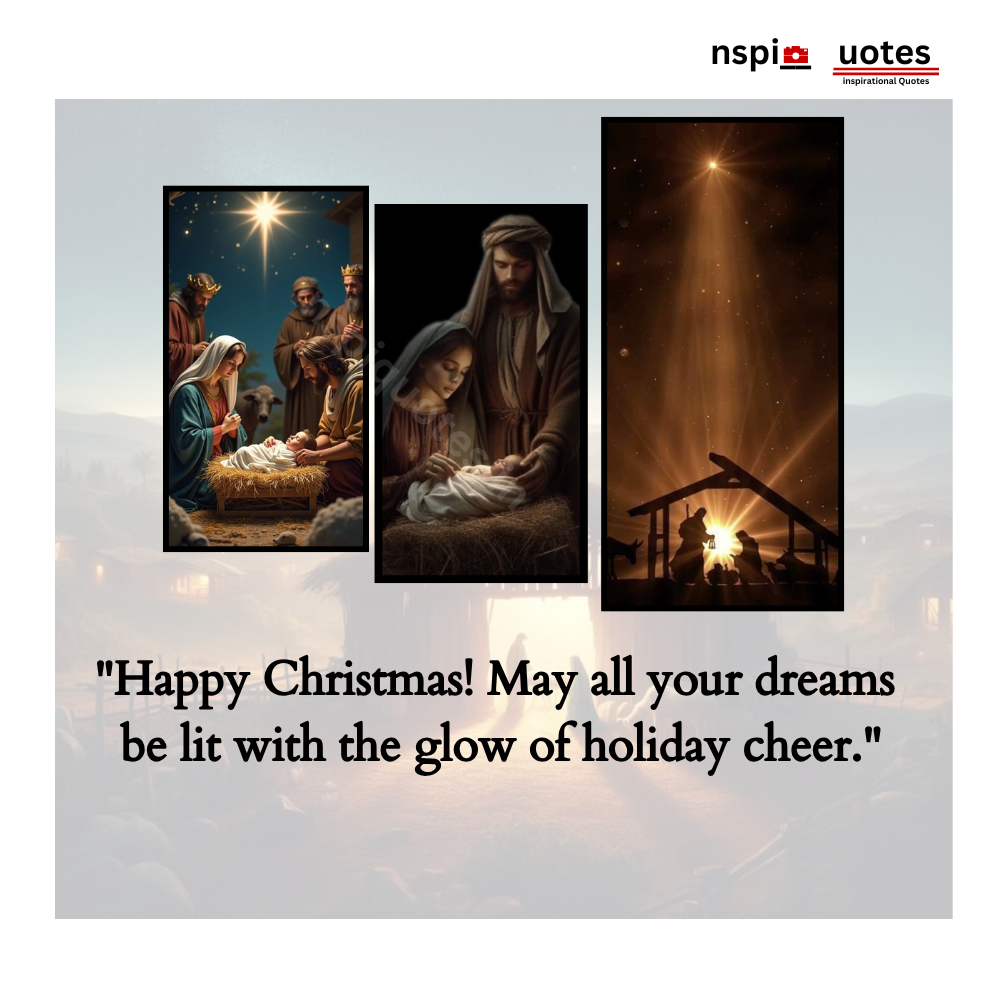 nspi uotes
inspirational Quotes
"Happy Christmas! May all your dreams
be lit with the glow of holiday cheer."